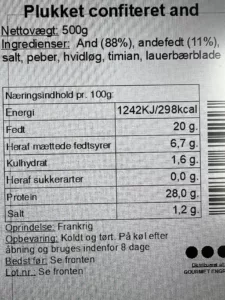 Plukket confiteret and
Nettovægt: 500g
Ingredienser: And (88%), andefedt (11%),
salt, peber, hvidløg, timian, lauerbærblade
Næringsindhold pr. 100g:
Energi 1242KJ/298kcal
Fedt 20 g.
Heraf mættede fedtsyrer 6,7 g.
Kulhydrat 1,6 g.
Heraf sukkerarter 0,0 g.
Protein 28,0 g.
Salt 1,2 g.
Oprindelse: Frankrig
Opbevaring: Koldt og tørt. På køl efter
åbning og bruges indenfor 8 dage
Bedst før: Se fronten
Lot.nr.: Se fronten
GOURMET